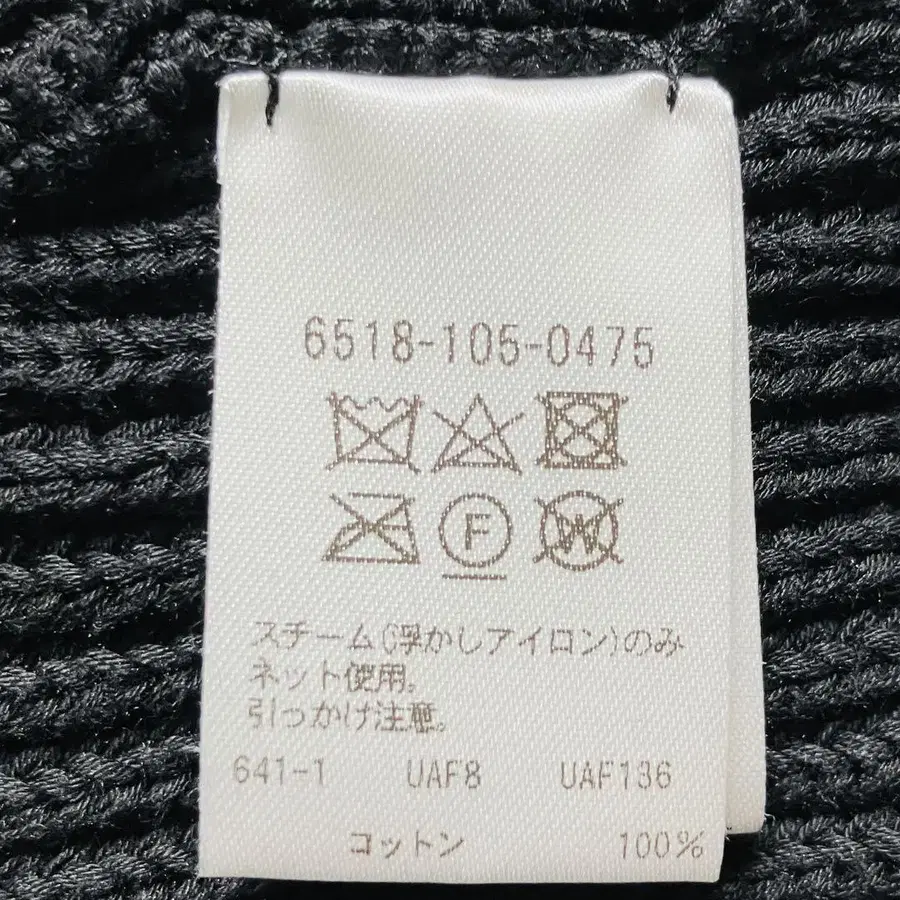 6518-105-0475
F
W
スチーム(浮かしアイロン)のみ
ネット使用。
引っかけ注意。
641-1 UAF8 UAF136
コットン 100%